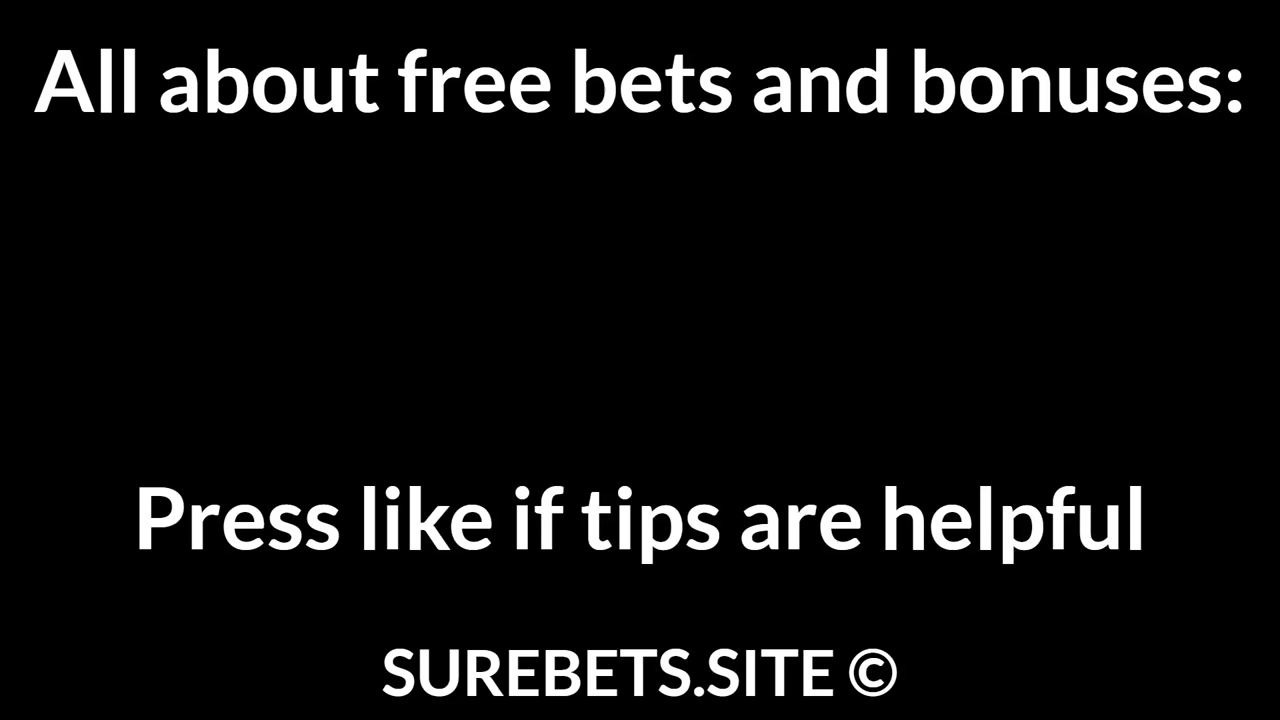 All about free bets and bonuses:
Press like if tips are helpful
SUREBETS.SITE ©